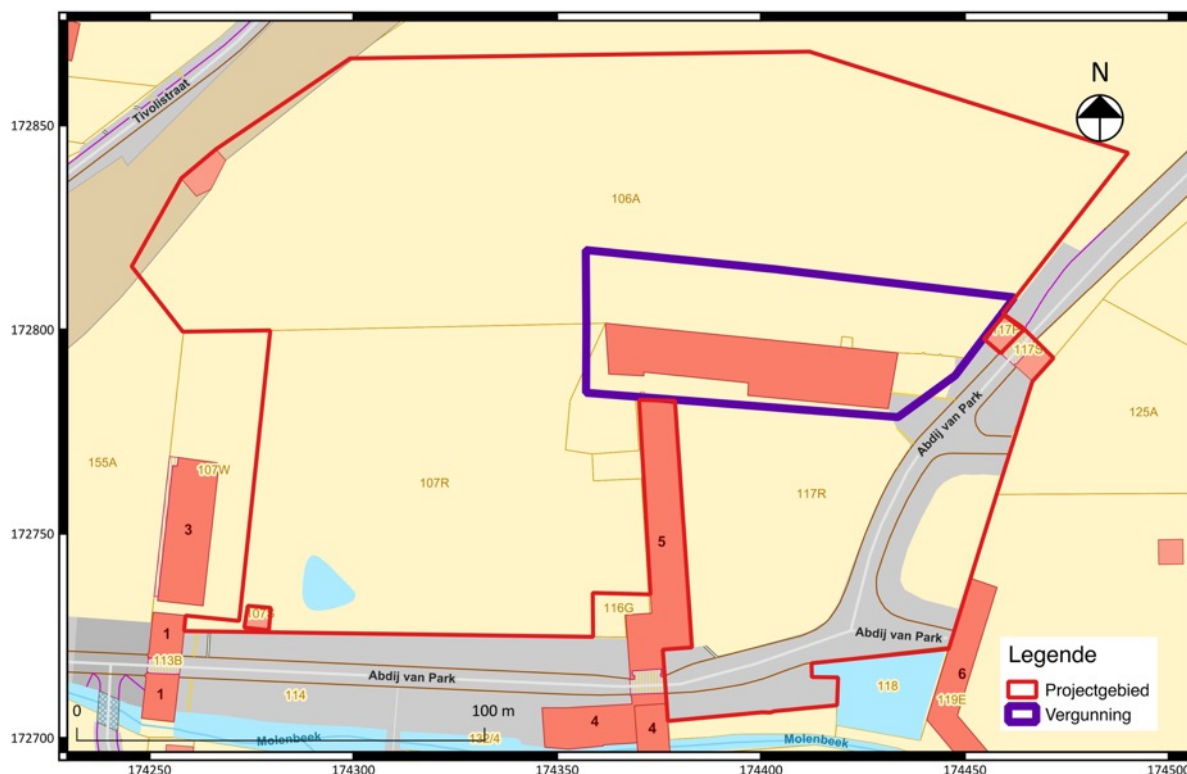 N
Tivolistraat
172850
106A
172800
117F
117S
Abdij van Park
125A
155A
107W
107R
117R
3
5
172750
116G
1
Abdij van Park
113B
Abdij van Park
Legende
Projectgebied
Vergunning
6
118
119E
1
114
0
100 m
4
4
Molenbeek
132/4
Molenbeek
172700
174250
174300
174350
174400
174450
174500